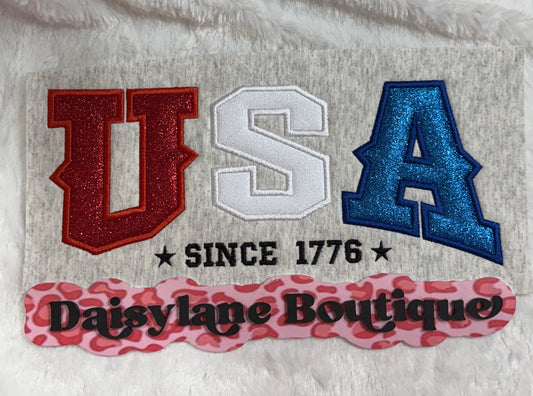 USA
★ SINCE 1776 ★
Daisylane Boutique